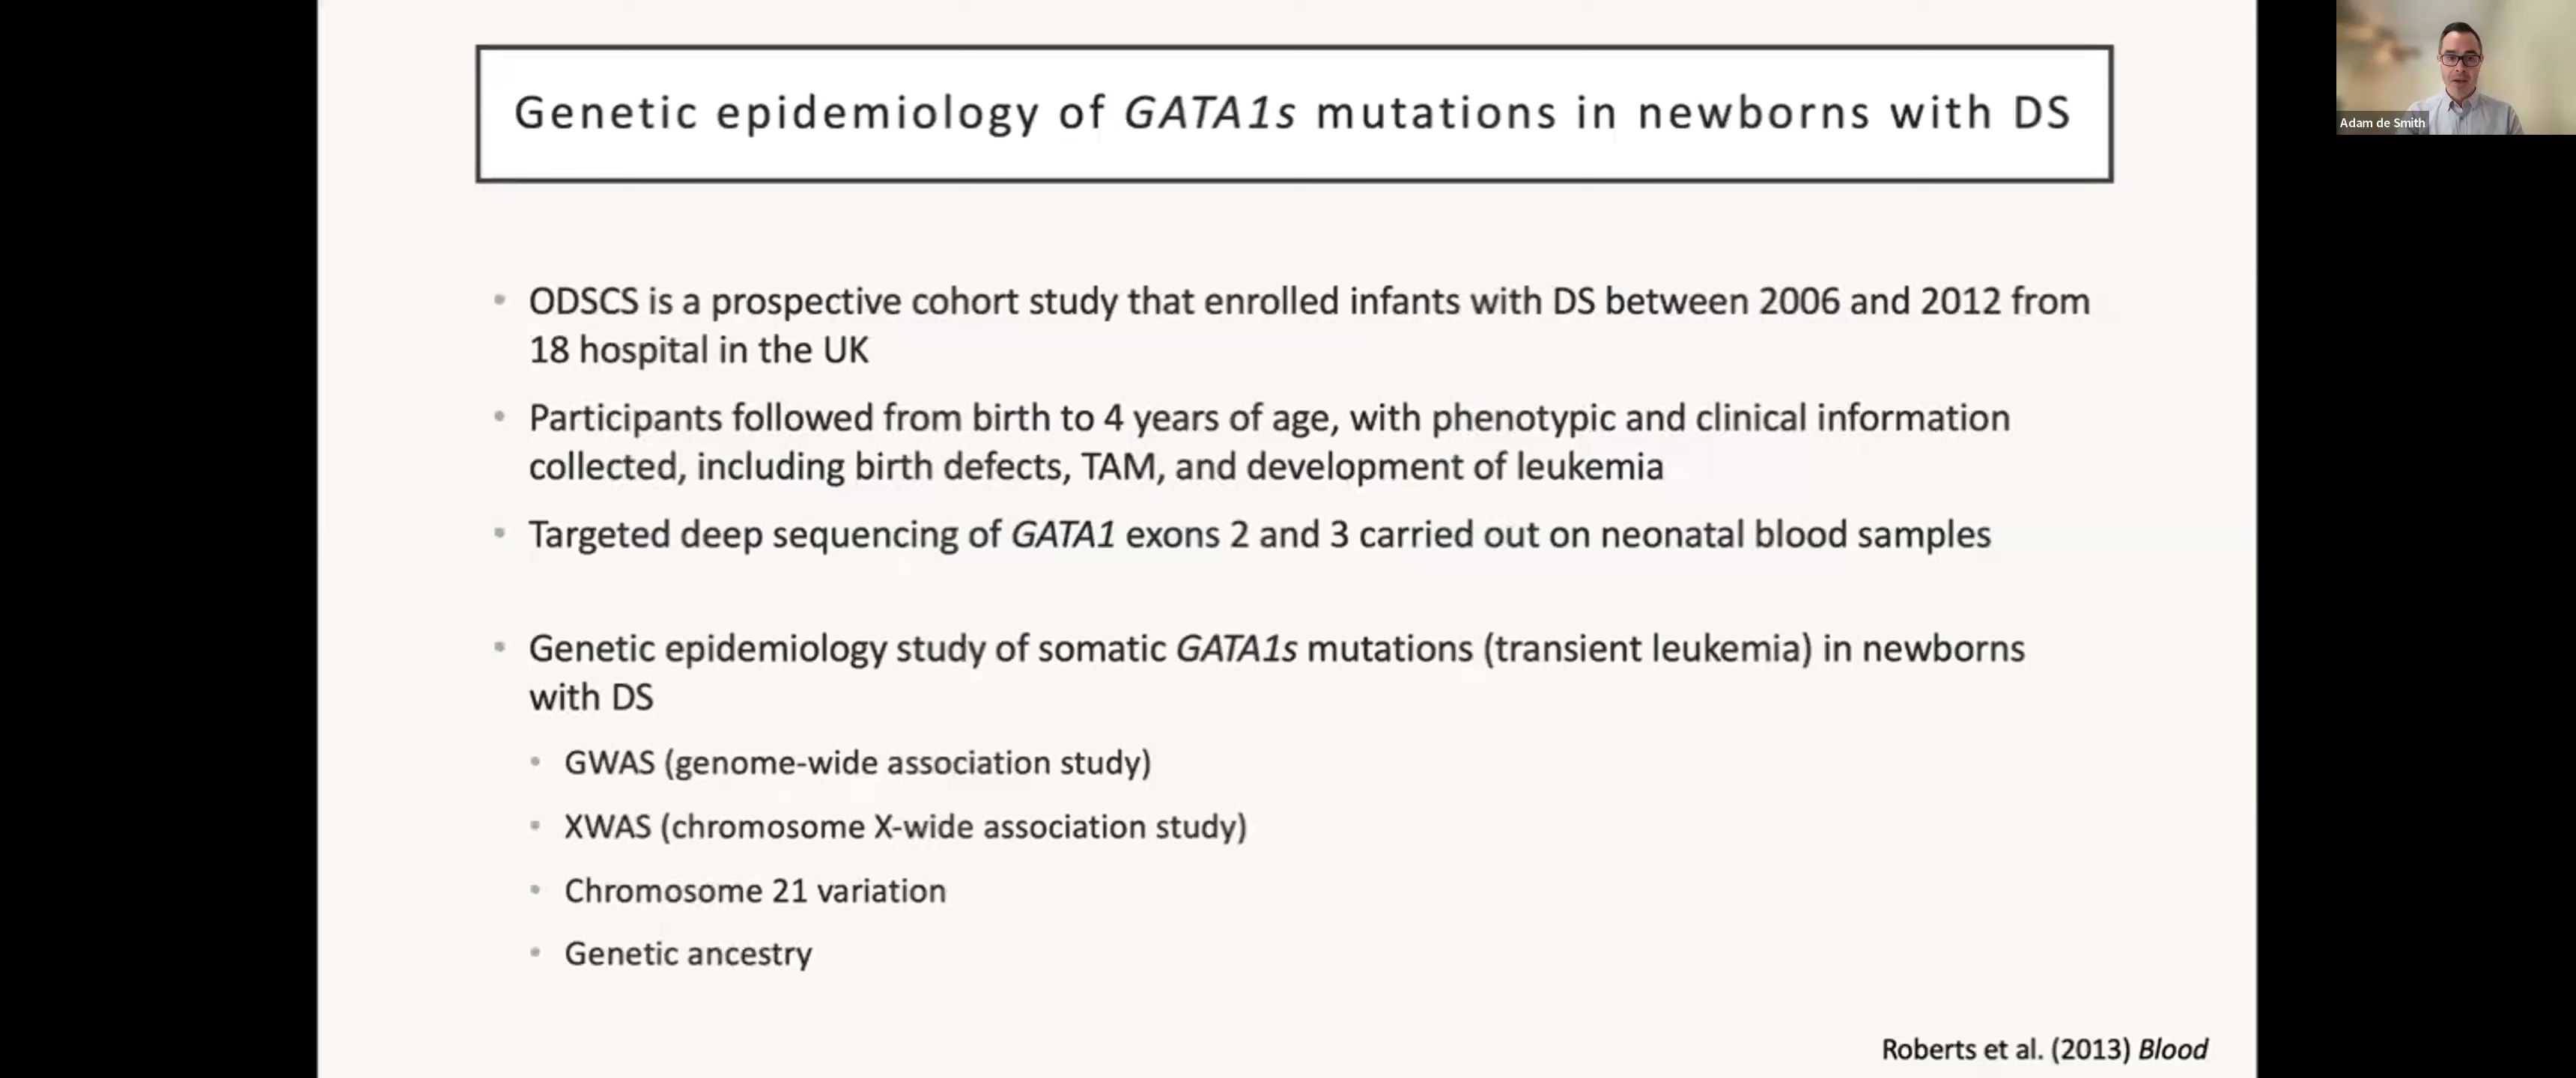 Genetic epidemiology of GATA1s mutations in newborns with DS
Adam de Smith
• ODSCS is a prospective cohort study that enrolled infants with DS between 2006 and 2012 from
18 hospital in the UK
• Participants followed from birth to 4 years of age, with phenotypic and clinical information
collected, including birth defects, TAM, and development of leukemia
• Targeted deep sequencing of GATA1 exons 2 and 3 carried out on neonatal blood samples
• Genetic epidemiology study of somatic GATA1s mutations (transient leukemia) in newborns
with DS
• GWAS (genome-wide association study)
• XWAS (chromosome X-wide association study)
• Chromosome 21 variation
• Genetic ancestry
Roberts et al. (2013) Blood